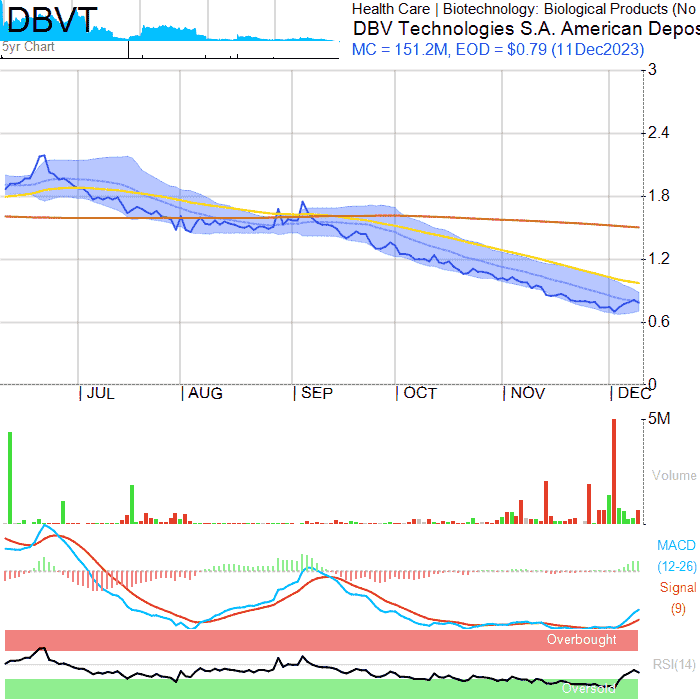 DBVT
5yr Chart
Health Care | Biotechnology: Biological Products (No
DBV Technologies S.A. American Depos
MC = 151.2M, EOD = $0.79 (11Dec2023)
3
2.4
1.8
1.2
0.6
0
| JUL | AUG | SEP | OCT | NOV | DEC
5M
Volume
MACD
(12-26)
Signal
(9)
Overbought
RSI(14)
Oversold